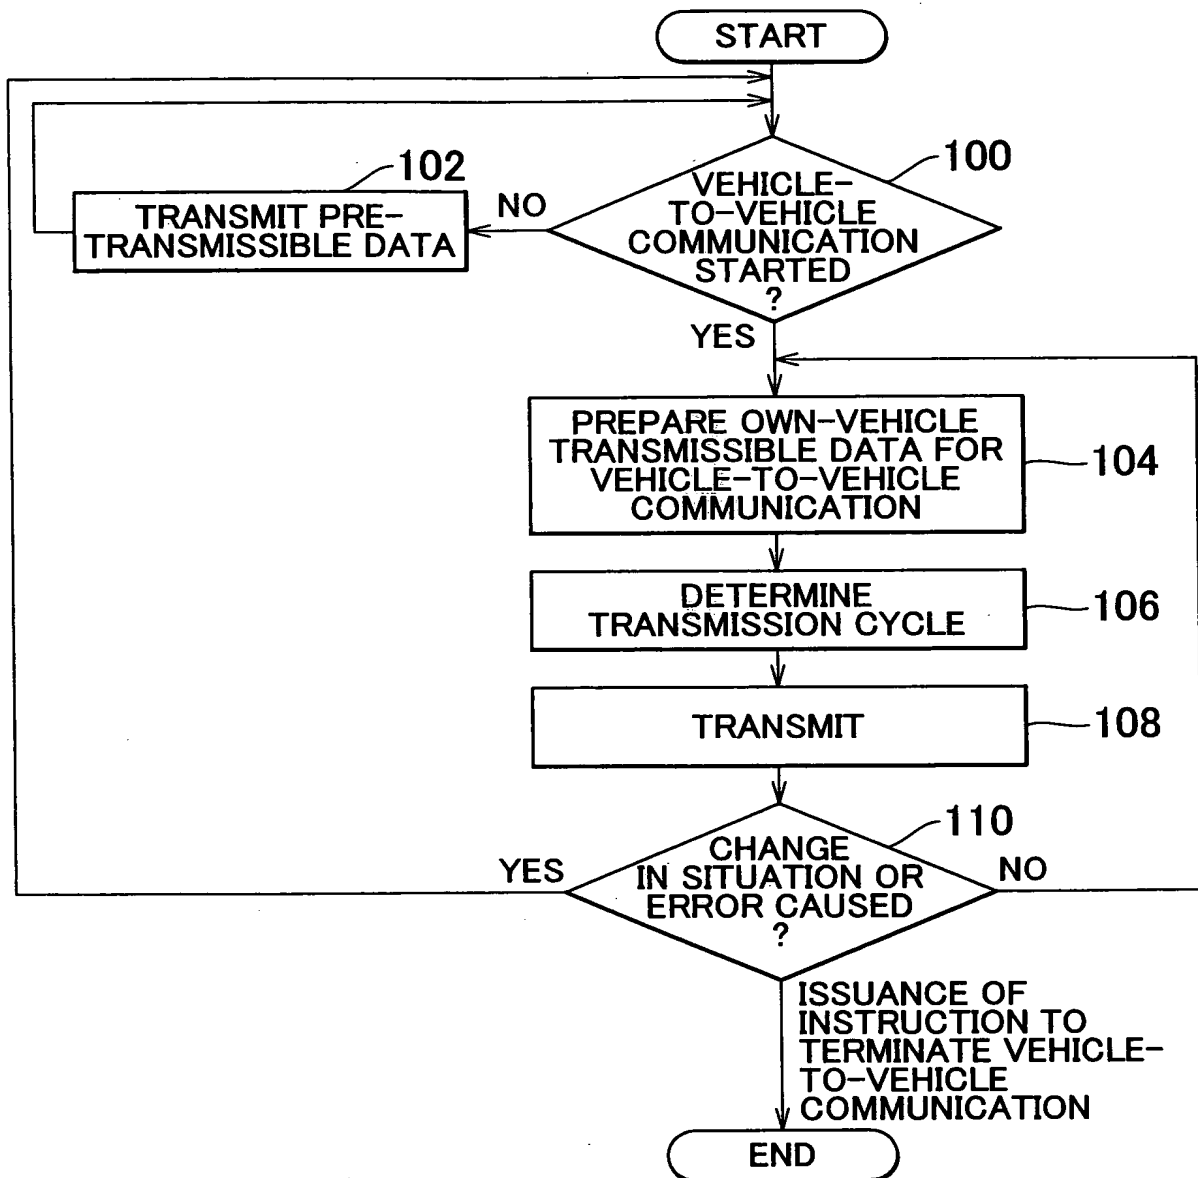 START
100
VEHICLE-
TO-VEHICLE
COMMUNICATION
STARTED
?
102
TRANSMIT PRE-
TRANSMISSIBLE DATA
NO
YES
PREPARE OWN-VEHICLE
TRANSMISSIBLE DATA FOR
VEHICLE-TO-VEHICLE
COMMUNICATION
104
DETERMINE
TRANSMISSION CYCLE
106
TRANSMIT
108
110
CHANGE
IN SITUATION OR
ERROR CAUSED
?
YES
NO
ISSUANCE OF
INSTRUCTION TO
TERMINATE VEHICLE-
TO-VEHICLE
COMMUNICATION
END